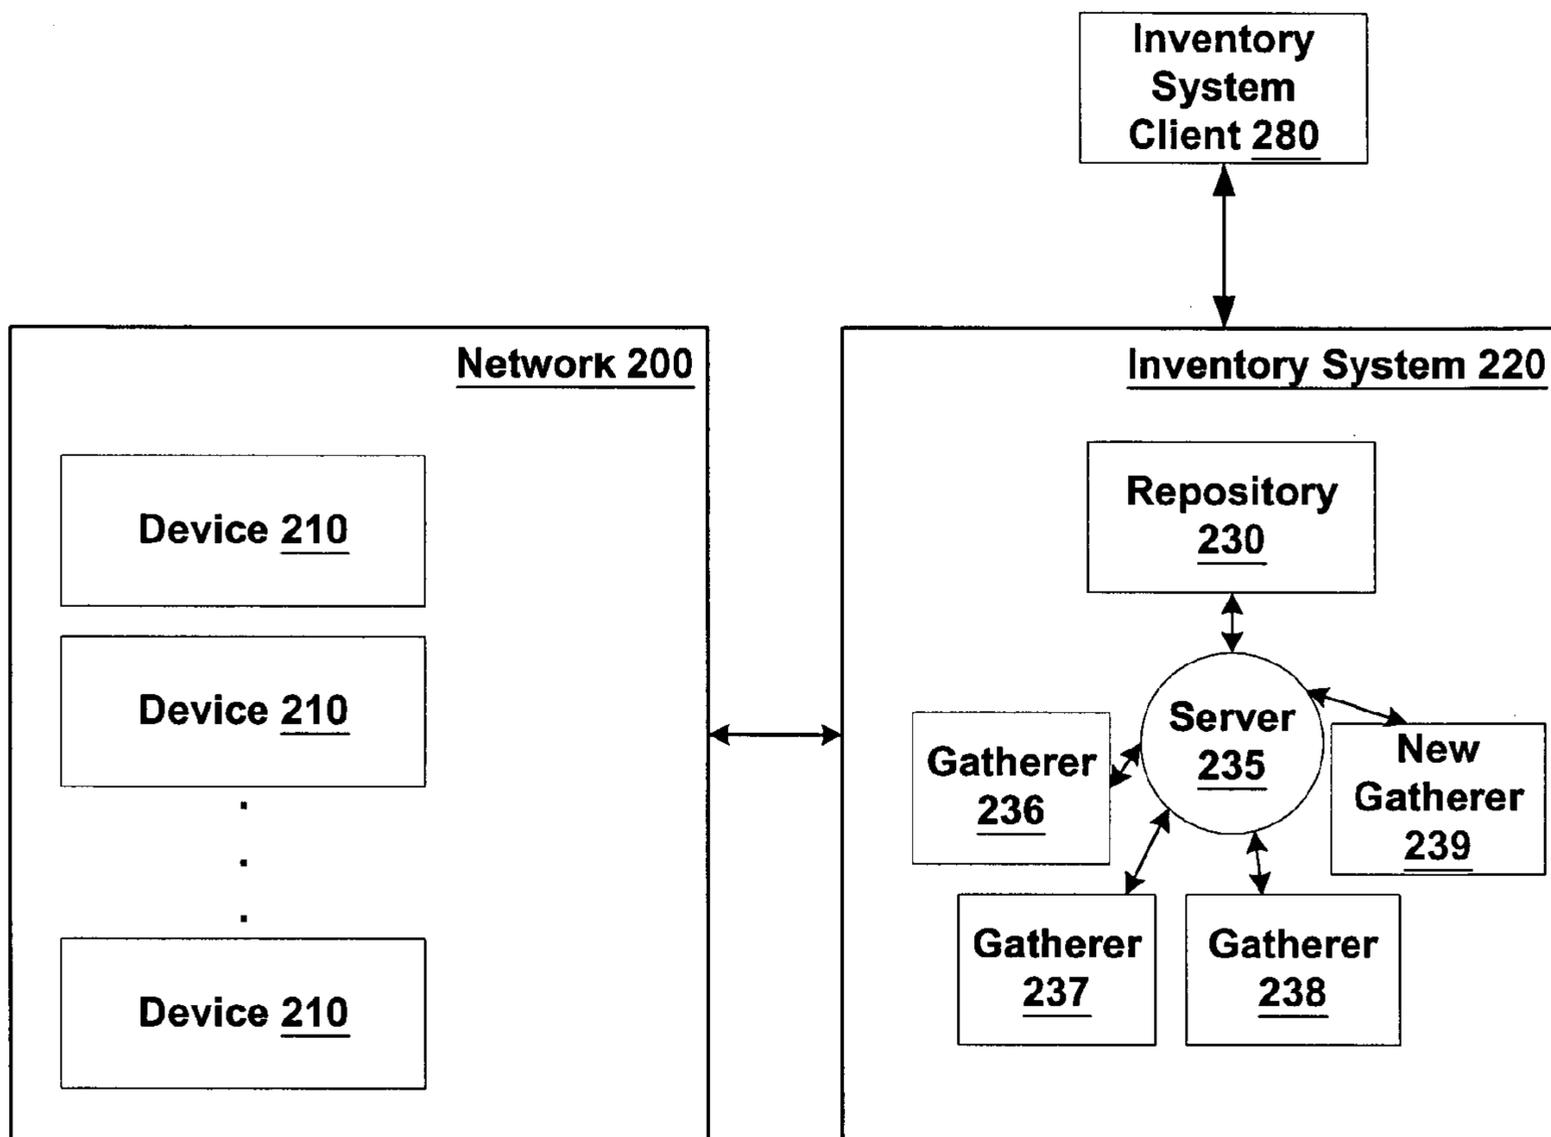 Inventory
System
Client 280
Network 200
Inventory System 220
Device 210
Device 210
Device 210
Repository
230
Server
235
Gatherer
236
New
Gatherer
239
Gatherer
237
Gatherer
238